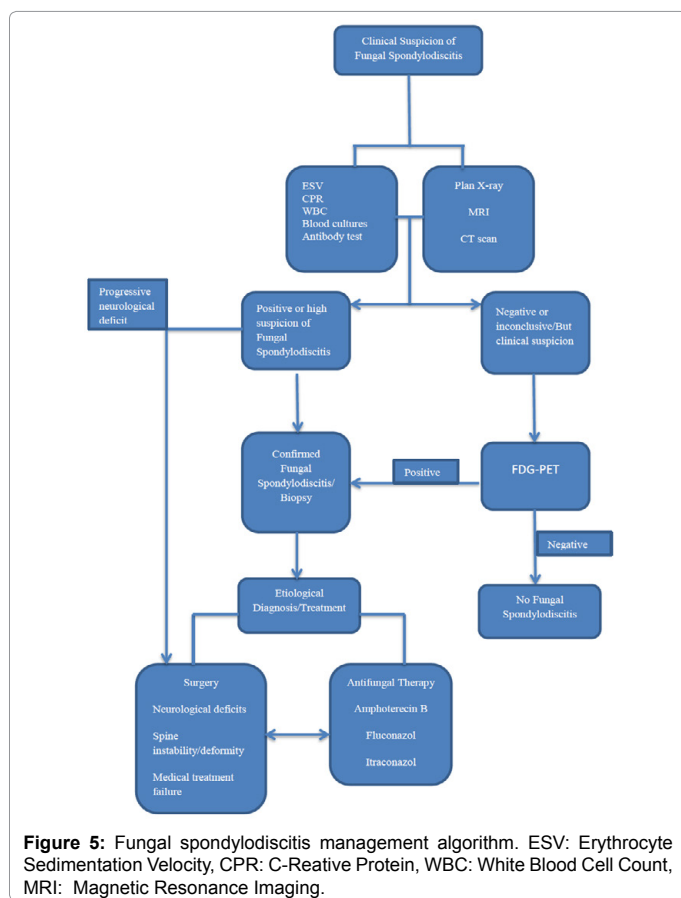 Clinical Suspicion of
Fungal Spondylodiscitis
ESV
CPR
WBC
Blood cultures
Antibody test
Plan X-ray
MRI
CT scan
Progressive
neurological
deficit
Positive or high
suspicion of
Fungal
Spondylodiscitis
Negative or
inconclusive/But
clinical suspicion
Confirmed
Fungal
Spondylodiscitis/
Biopsy
Positive
FDG-PET
Negative
Etiological
Diagnosis/Treatment
No Fungal
Spondylodiscitis
Surgery
Neurological deficits
Spine
instability/deformity
Medical treatment
failure
Antifungal Therapy
Amphoterecin B
Fluconazol
Itraconazol
Figure 5: Fungal spondylodiscitis management algorithm. ESV: Erythrocyte
Sedimentation Velocity, CPR: C-Reative Protein, WBC: White Blood Cell Count,
MRI: Magnetic Resonance Imaging.